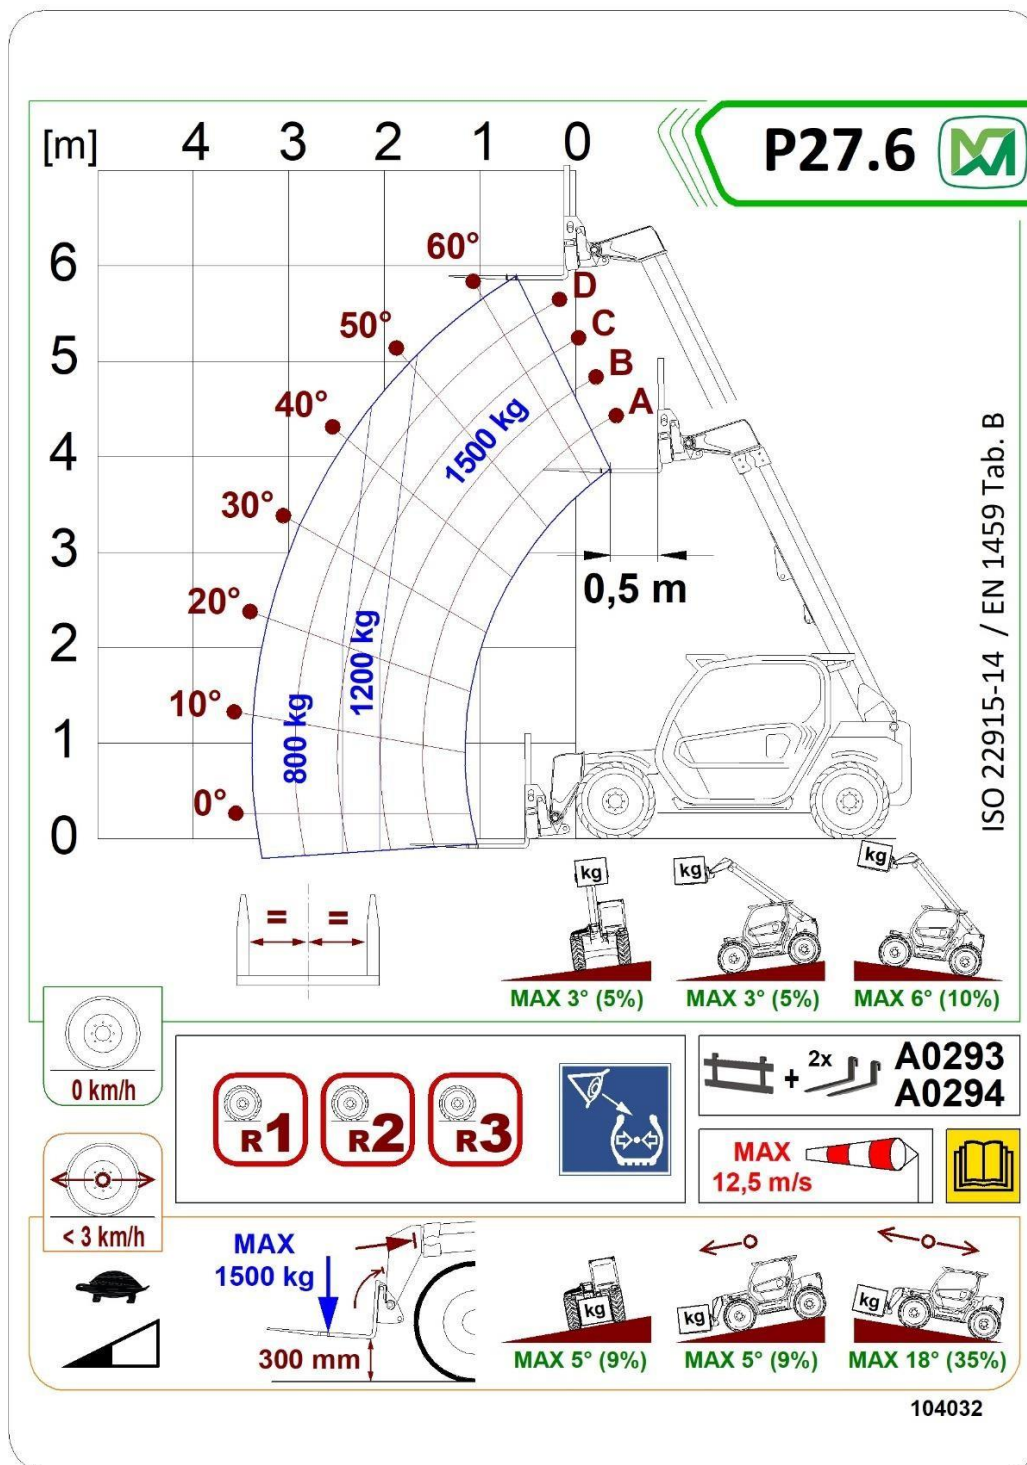 P27.6
[m] 4 3 2 1 0
6
5
4
3
2
1
0
60°
50°
40°
30°
20°
10°
0°
D
C
B
A
1500 kg
1200 kg
800 kg
0,5 m
ISO 22915-14 / EN 1459 Tab. B
= =
kg
kg
kg
MAX 3° (5%)
MAX 3° (5%)
MAX 6° (10%)
0 km/h
R1
R2
R3
+ 2x
A0293
A0294
MAX
12,5 m/s
< 3 km/h
MAX
1500 kg
300 mm
kg
kg
kg
MAX 5° (9%)
MAX 5° (9%)
MAX 18° (35%)
104032